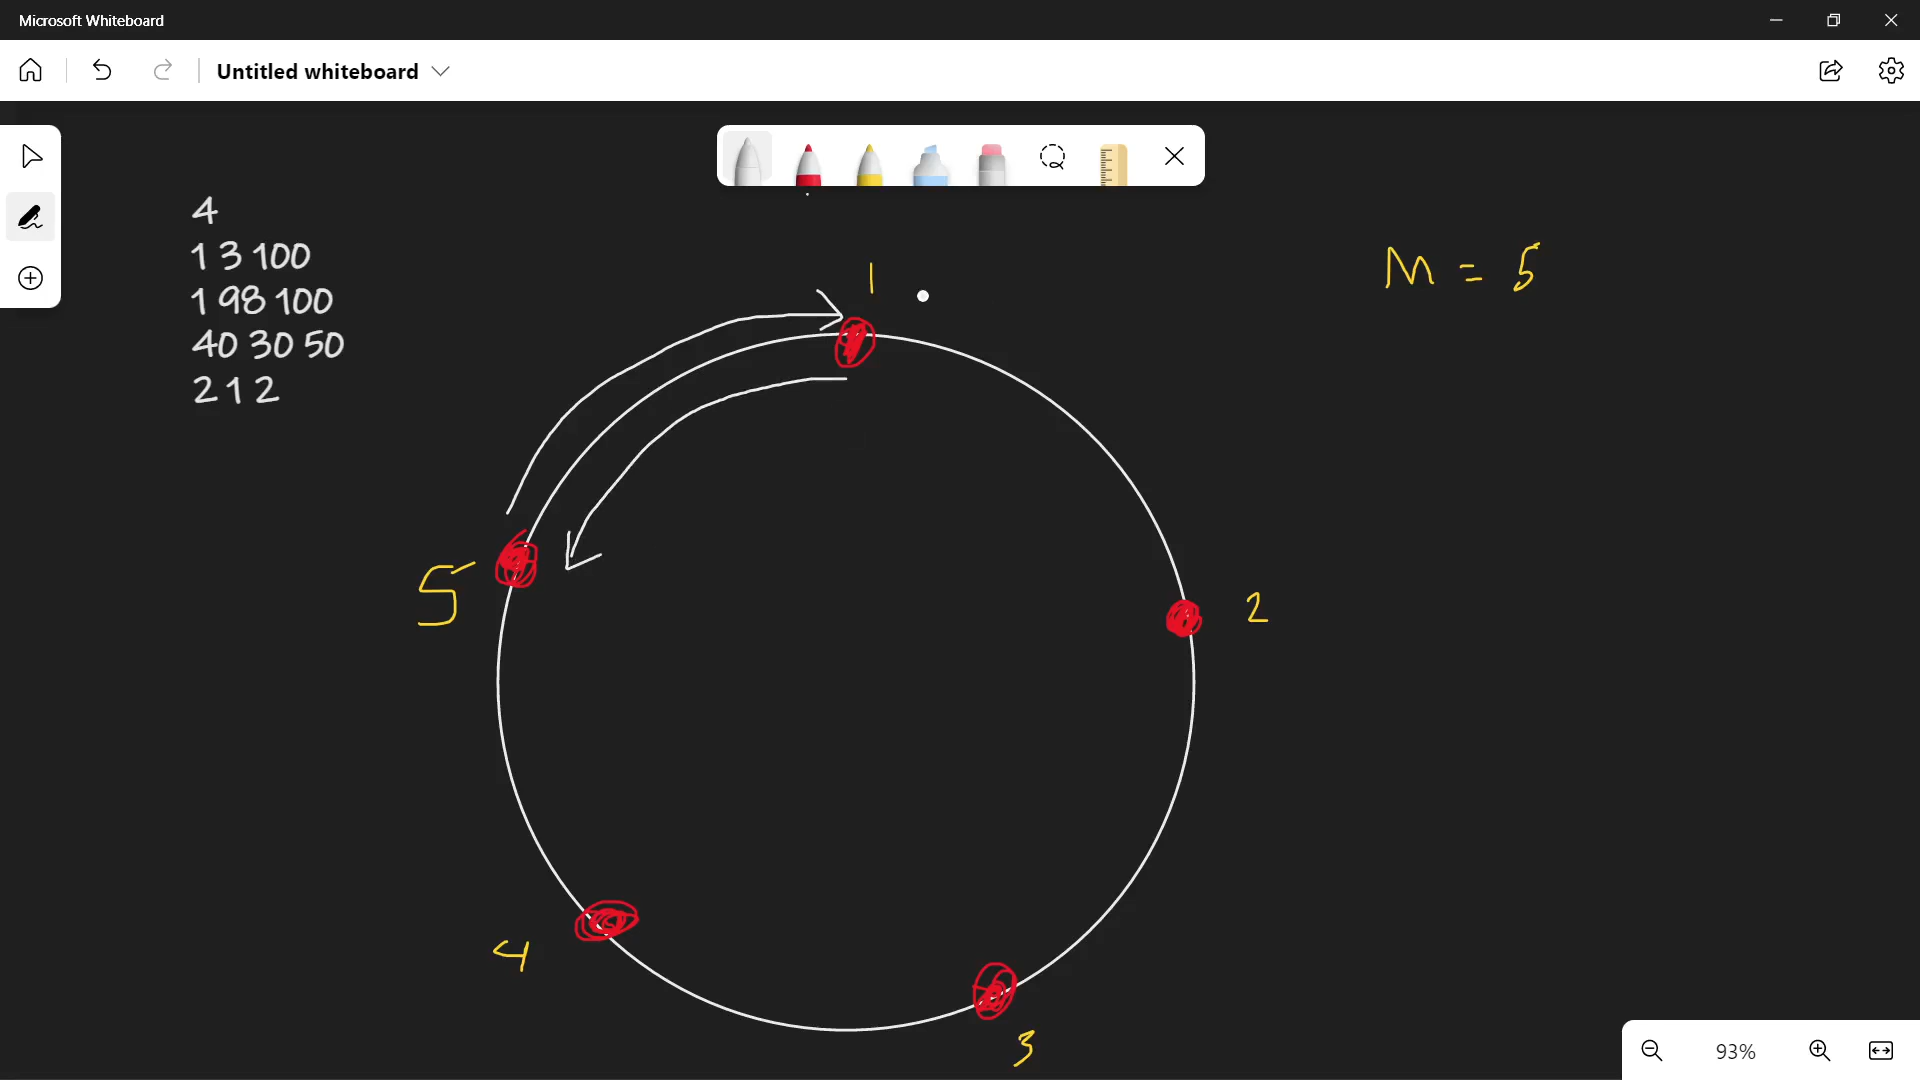 Microsoft Whiteboard
Untitled whiteboard
4
1 3 100
1 98 100
40 30 50
2 1 2
M = 5
1
5
2
4
3
93%